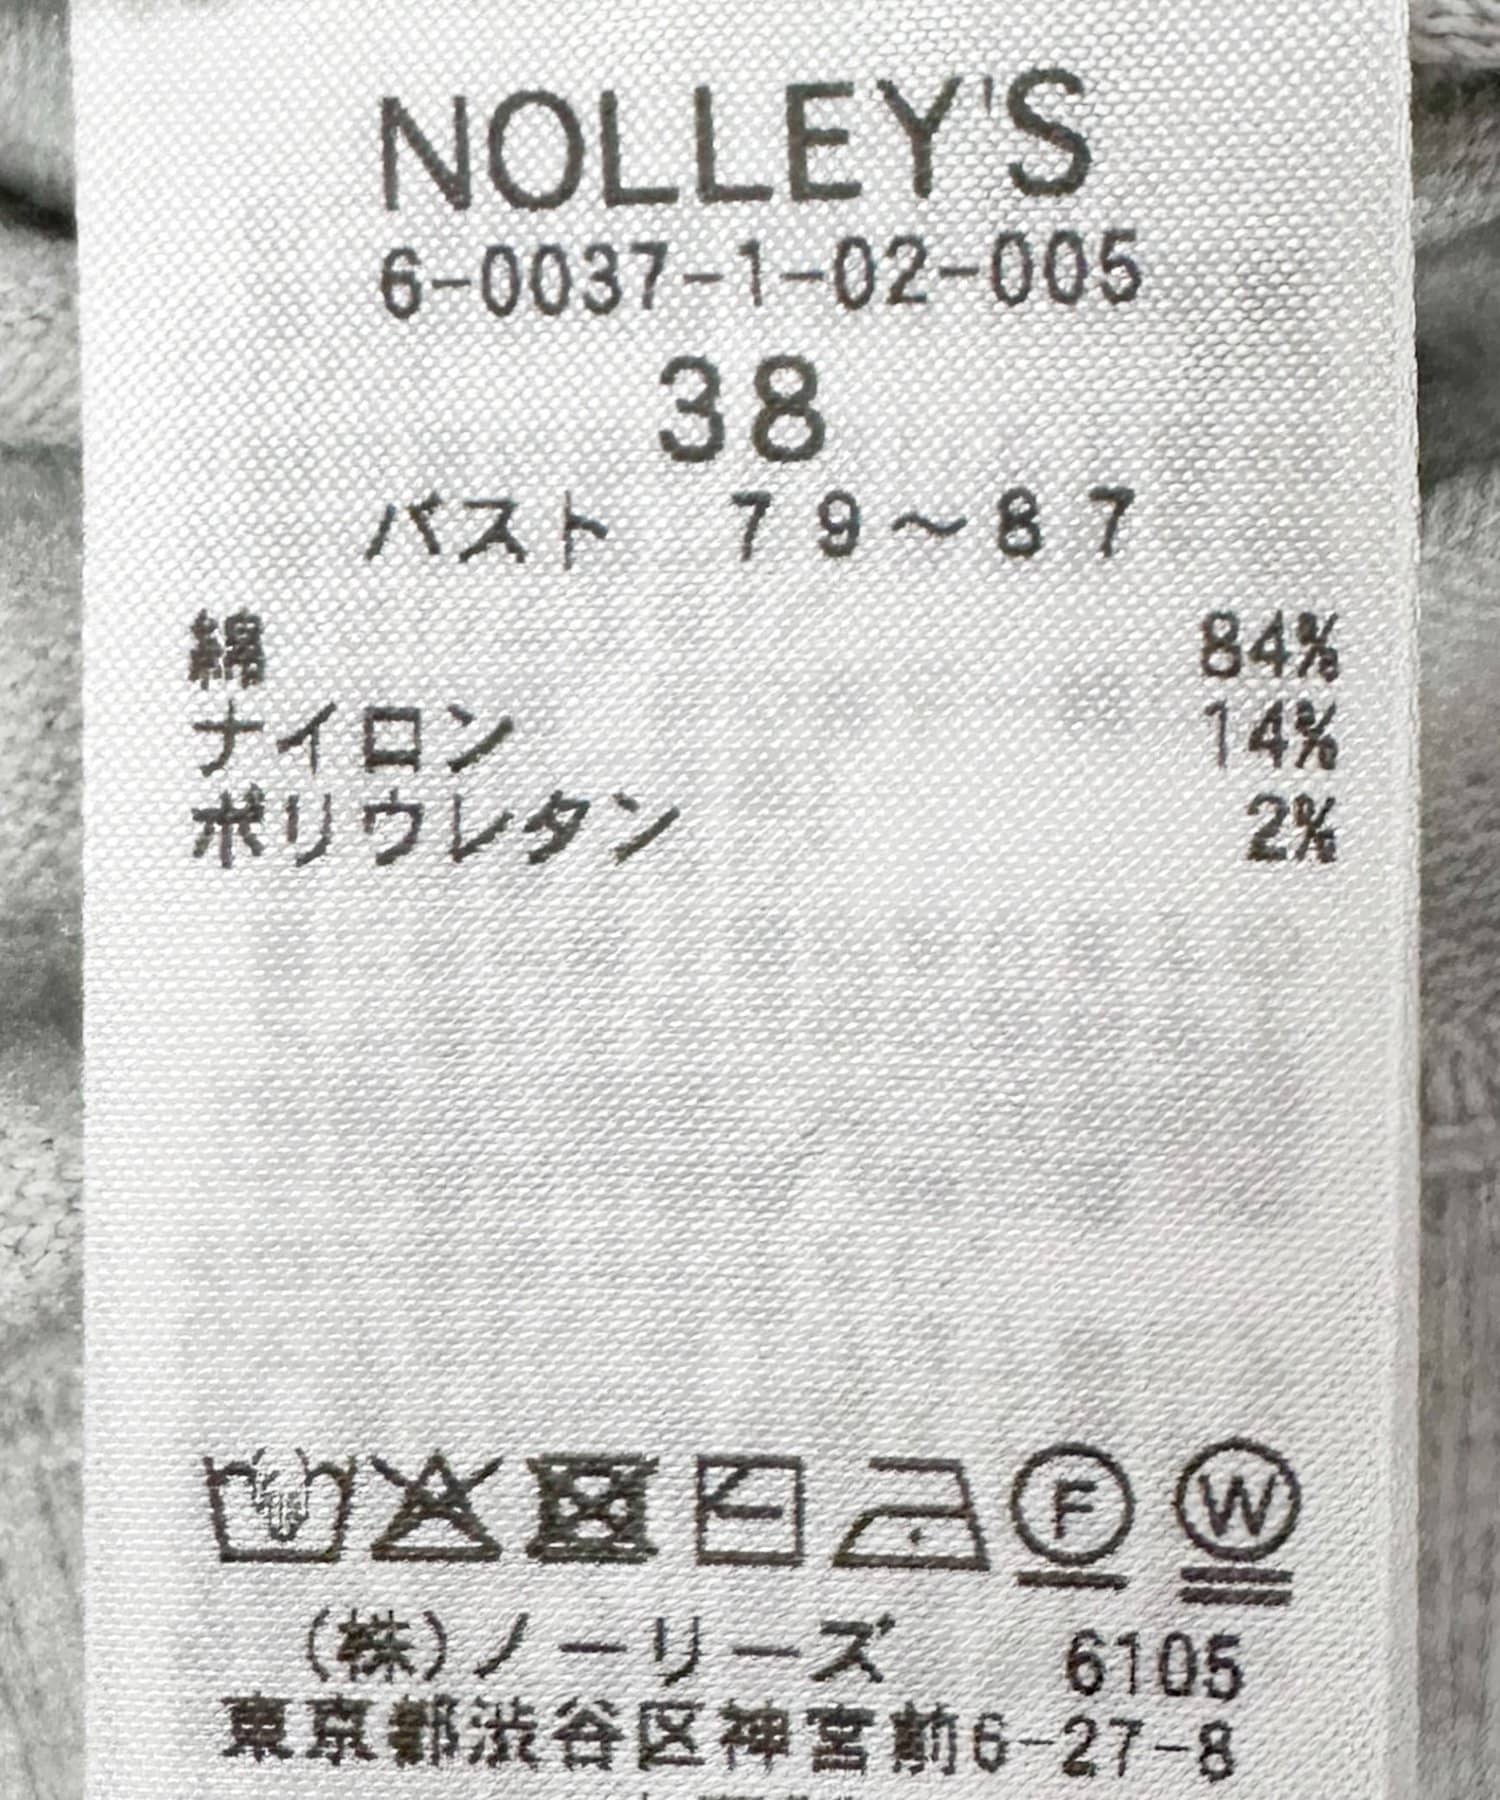 NOLLEY'S
6-0037-1-02-005
38
バスト 79～87
綿 84%
ナイロン 14%
ポリウレタン 2%
F W
(株)ノーリーズ 6105
東京都渋谷区神宮前6-27-8